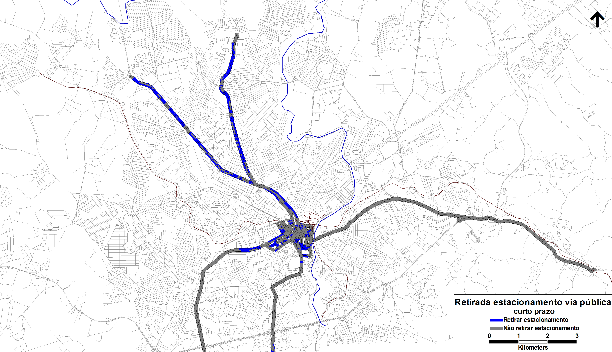 Retirada estacionamento via pública
curto prazo
Retirar estacionamento
Não retirar estacionamento
0 1 2 3
Kilometers